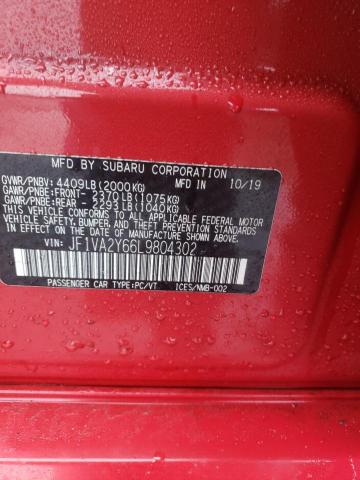 MFD BY SUBARU CORPORATION
GVWR/PNBV: 4409LB(2000KG) IN 10/19
GAWR/PNBE:FRONT- 2370LB(1075KG)
GAWR/PNBE:REAR - 2293LB(1040KG)
THIS VEHICLE CONFORMS TO ALL APPLICABLE FEDERAL MOTOR
VEHICLE SAFETY, BUMPER, AND THEFT PREVENTION STANDARDS
IN EFFECT ON THE DATE OF MANUFACTURE SHOWN ABOVE.
VIN: JF1VA2Y66L9804302
PASSENGER CAR TYPE:PC/VT ICES/NMB-002